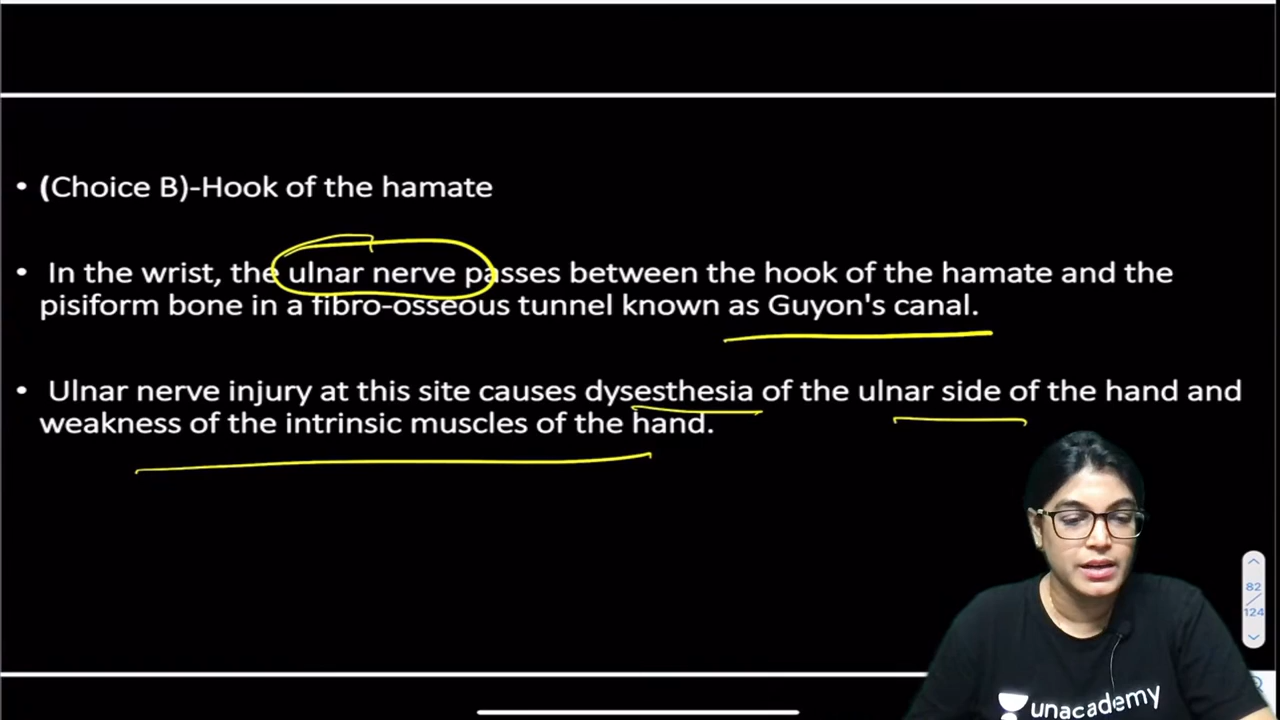 • (Choice B)-Hook of the hamate
• In the wrist, the ulnar nerve passes between the hook of the hamate and the
pisiform bone in a fibro-osseous tunnel known as Guyon's canal.
• Ulnar nerve injury at this site causes dysesthesia of the ulnar side of the hand and
weakness of the intrinsic muscles of the hand.
82
124
unacademy